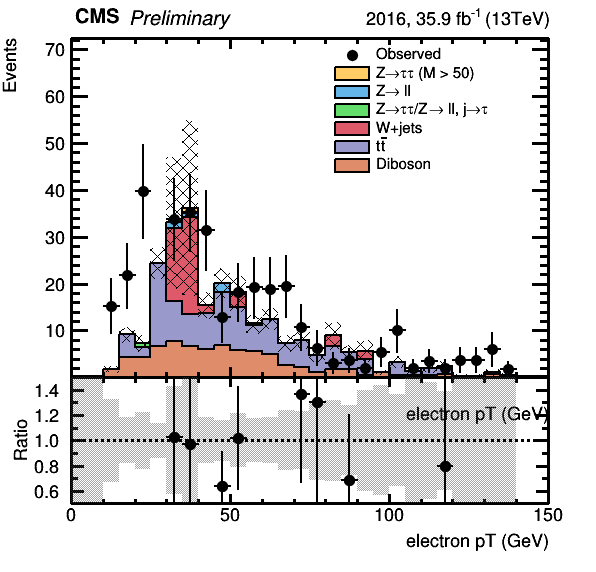 CMS Preliminary 2016, 35.9 fb⁻¹ (13TeV)
Events
70
60
50
40
30
20
10
Observed
Z→ττ (M > 50)
Z→ ll
Z→ττ/Z→ ll, j→τ
W+jets
tt̄
Diboson
electron pT (GeV)
Ratio
1.4
1.2
1.0
0.8
0.6
0 50 100 150
electron pT (GeV)